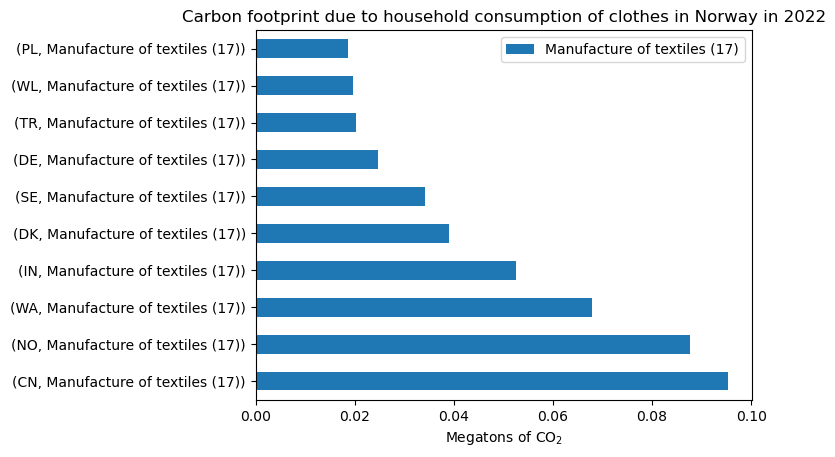 Carbon footprint due to household consumption of clothes in Norway in 2022
Manufacture of textiles (17)
(PL, Manufacture of textiles (17))
(WL, Manufacture of textiles (17))
(TR, Manufacture of textiles (17))
(DE, Manufacture of textiles (17))
(SE, Manufacture of textiles (17))
(DK, Manufacture of textiles (17))
(IN, Manufacture of textiles (17))
(WA, Manufacture of textiles (17))
(NO, Manufacture of textiles (17))
(CN, Manufacture of textiles (17))
0.00 0.02 0.04 0.06 0.08 0.10
Megatons of CO₂